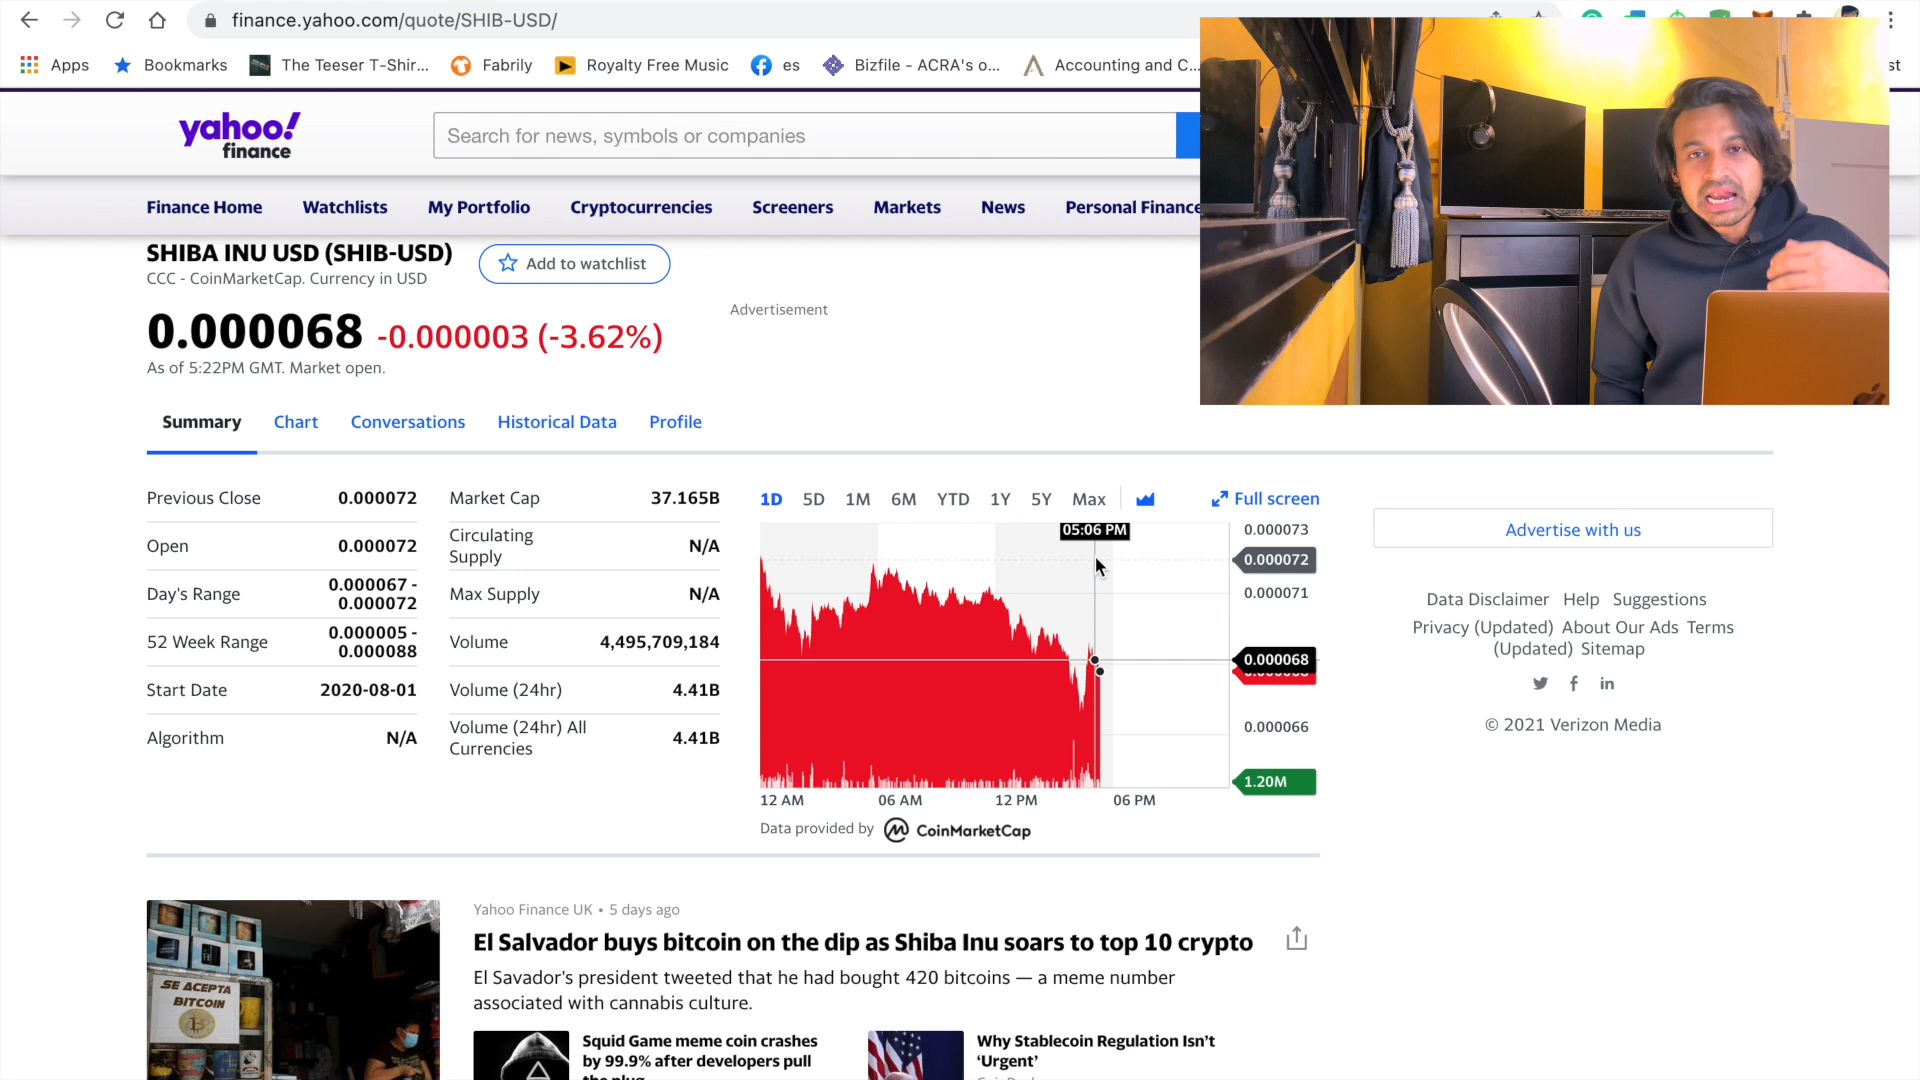 finance.yahoo.com/quote/SHIB-USD/
Apps Bookmarks The Teeser T-Shir... Fabrily Royalty Free Music es Bizfile - ACRA's o... Accounting and C... st
yahoo!
finance
Search for news, symbols or companies
Finance Home Watchlists My Portfolio Cryptocurrencies Screeners Markets News Personal Finance
SHIBA INU USD (SHIB-USD)
CCC - CoinMarketCap. Currency in USD
Add to watchlist
Advertisement
0.000068 -0.000003 (-3.62%)
As of 5:22PM GMT. Market open.
Summary Chart Conversations Historical Data Profile
Previous Close 0.000072
Open 0.000072
Day's Range 0.000067 -
0.000072
52 Week Range 0.000005 -
0.000088
Start Date 2020-08-01
Algorithm N/A
Market Cap 37.165B
Circulating
Supply N/A
Max Supply N/A
Volume 4,495,709,184
Volume (24hr) 4.41B
Volume (24hr) All
Currencies 4.41B
1D 5D 1M 6M YTD 1Y 5Y Max Full screen
05:06 PM
0.000073
0.000072
0.000071
0.000068
0.000066
1.20M
12 AM 06 AM 12 PM 06 PM
Data provided by CoinMarketCap
Advertise with us
Data Disclaimer Help Suggestions
Privacy (Updated) About Our Ads Terms
(Updated) Sitemap
© 2021 Verizon Media
SE ACEPTA
BITCOIN
Yahoo Finance UK • 5 days ago
El Salvador buys bitcoin on the dip as Shiba Inu soars to top 10 crypto
El Savador's president tweeted that he had bought 420 bitcoins — a meme number
associated with cannabis culture.
Squid Game meme coin crashes
by 99.9% after developers pull
Why Stablecoin Regulation Isn't
‘Urgent’